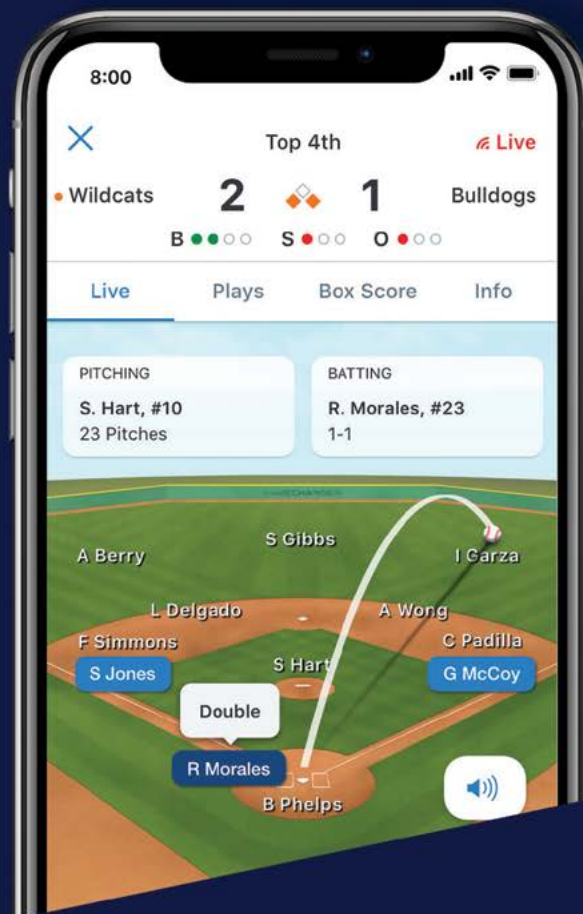 8:00
Top 4th
Live
Wildcats 2 1 Bulldogs
B S O
Live Plays Box Score Info
PITCHING
S. Hart, #10
23 Pitches
BATTING
R. Morales, #23
1-1
GAMECHANGER
S Gibbs
A Berry
I Garza
L Delgado
A Wong
F Simmons
C Padilla
S Jones
S Hart
G McCoy
Double
R Morales
B Phelps